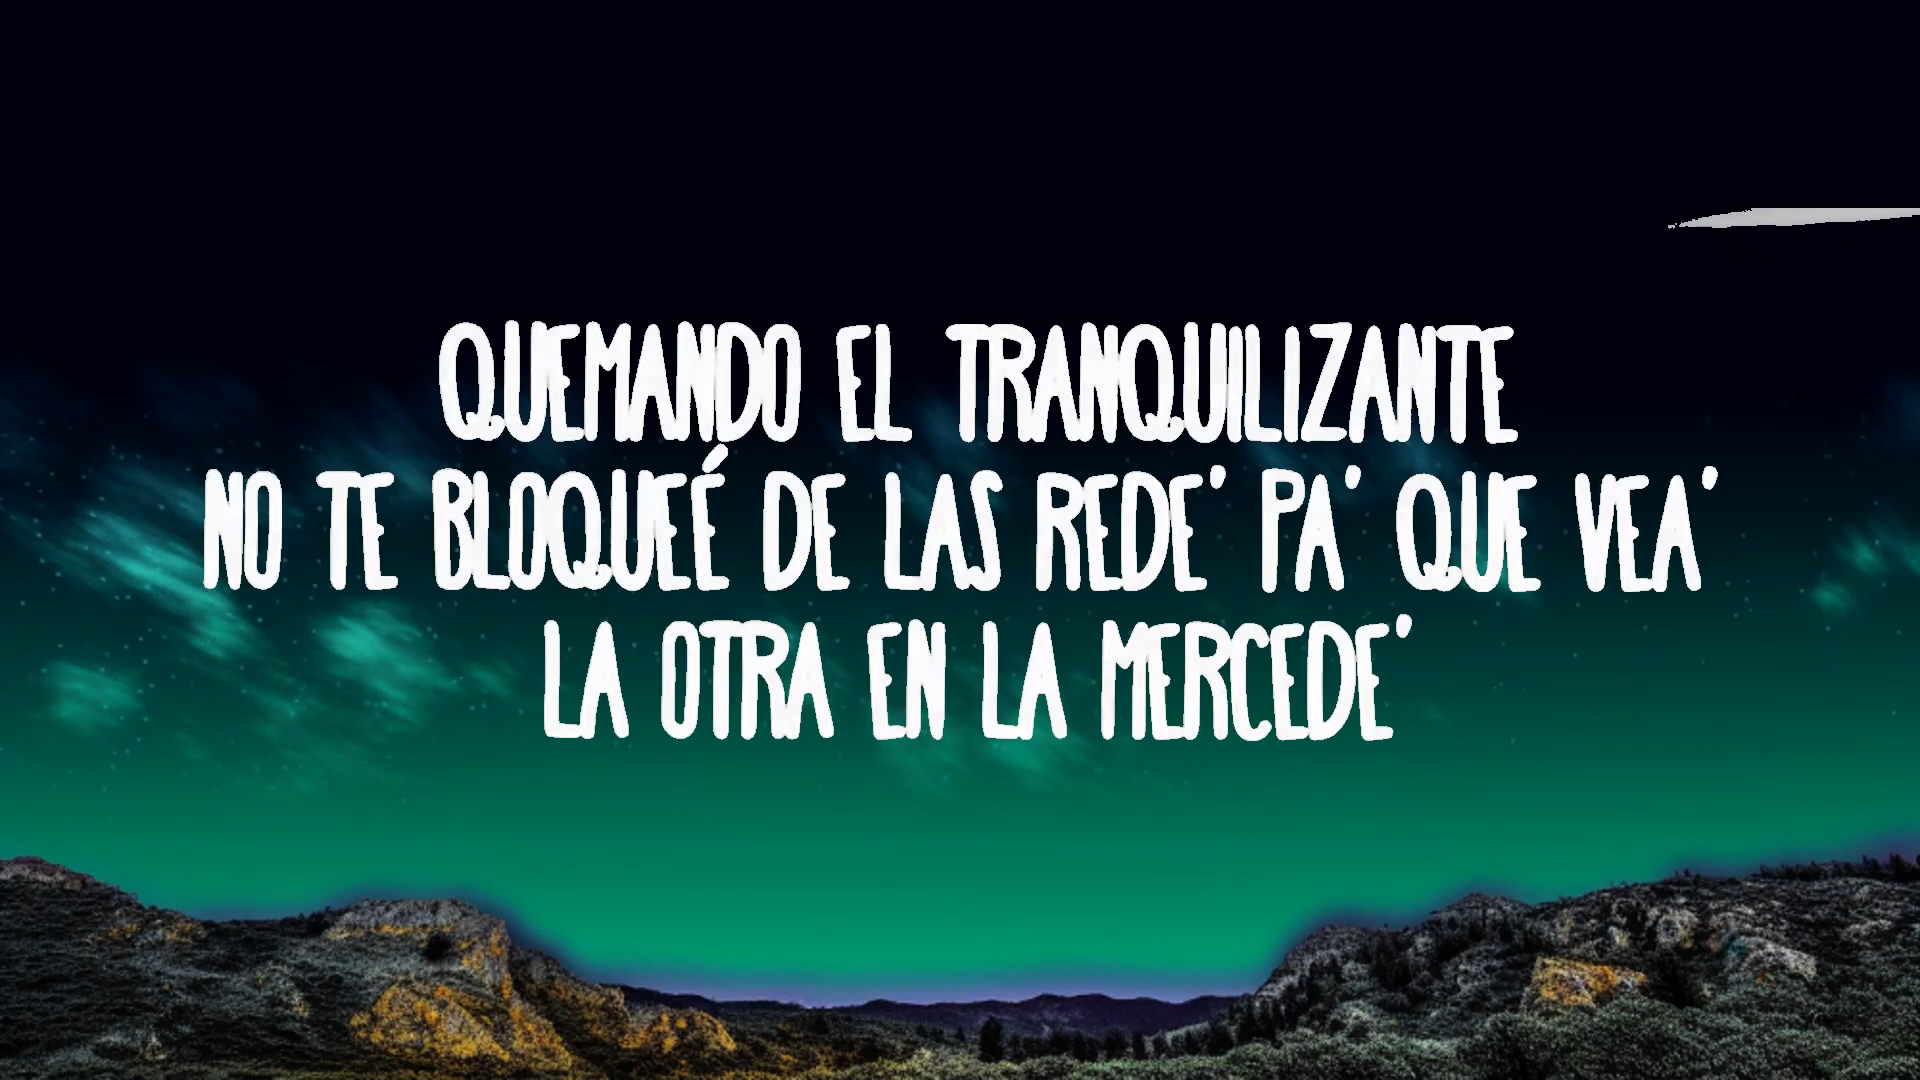 QUEMANDO EL TRANQUILIZANTE
NO TE BLOQUEÉ DE LAS REDE' PA' QUE VEA'
LA OTRA EN LA MERCEDE'